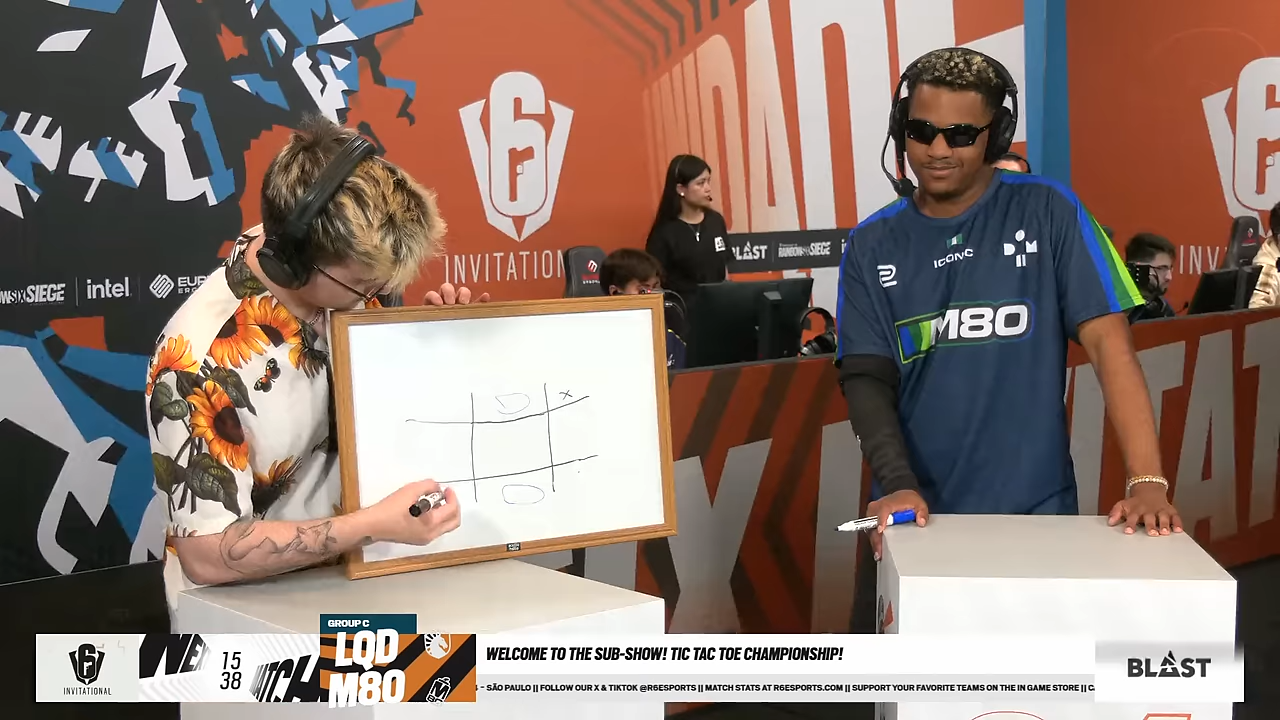 INVITATION
INVITATIONAL
SIX SIEGE
intel
BLAST
RAINBOW SIX SIEGE
ICONIC
M80
D
X
O
GROUP C
LQD
M80
INVITATIONAL
15
38
WELCOME TO THE SUB-SHOW! TIC TAC TOE CHAMPIONSHIP!
- SÃO PAULO || FOLLOW OUR X & TIKTOK @R6ESPORTS || MATCH STATS AT R6ESPORTS.COM || SUPPORT YOUR FAVORITE TEAMS ON THE IN GAME STORE ||
BLAST